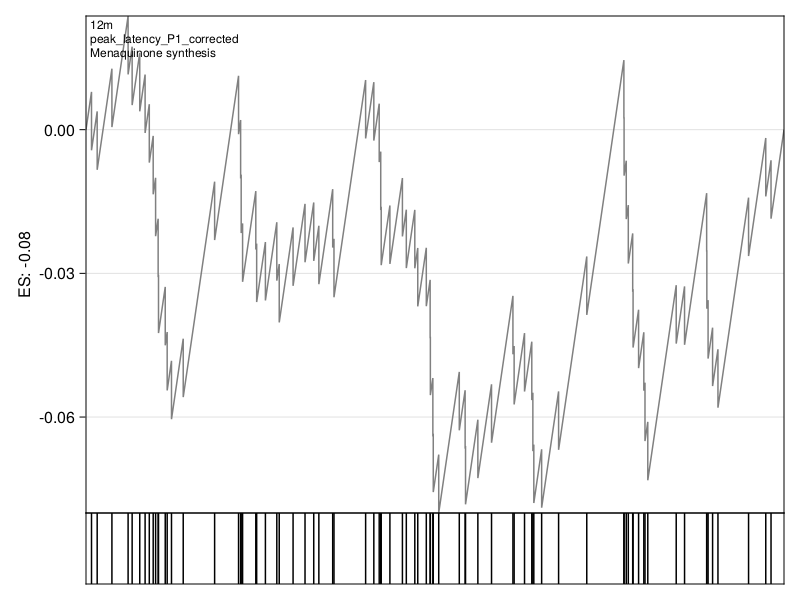 12m
peak_latency_P1_corrected
Menaquinone synthesis
0.00
-0.03
-0.06
ES: -0.08